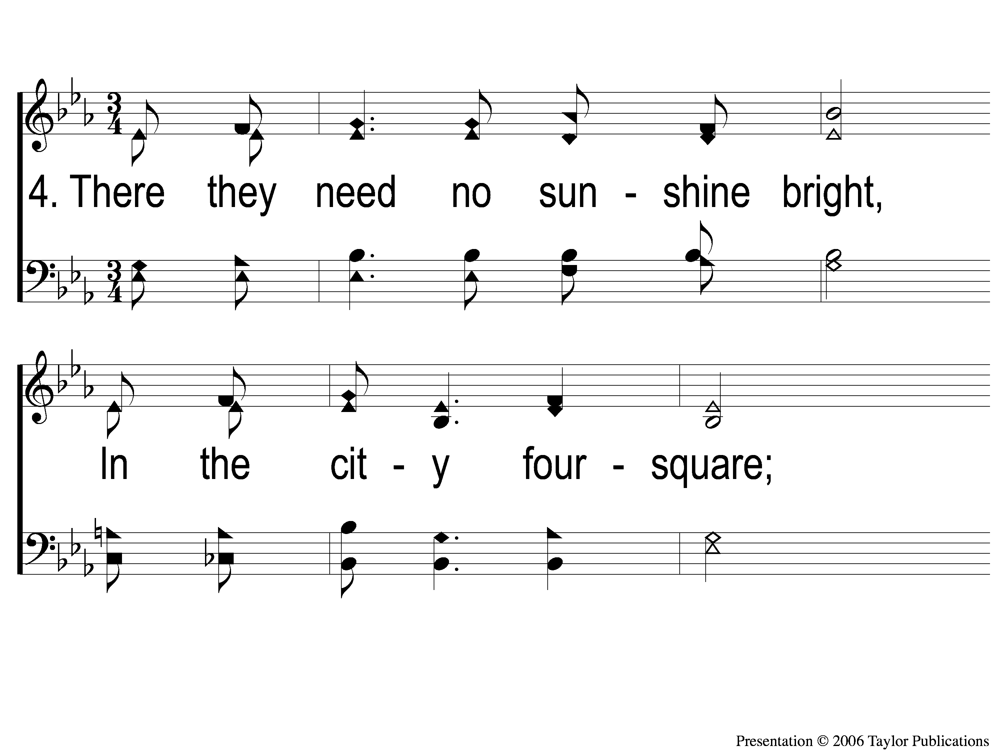 4. There they need no sun - shine bright,
In the cit - y four - square;
Presentation © 2006 Taylor Publications